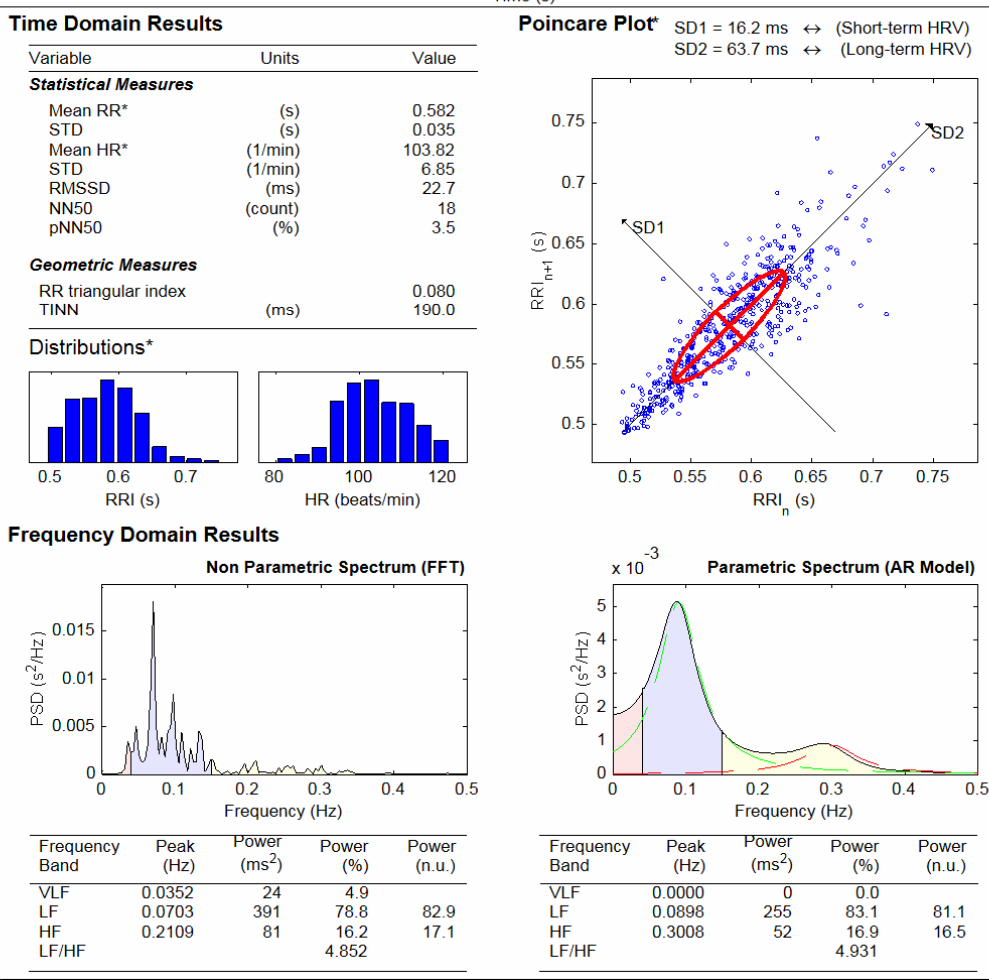 Time (s)
Time Domain Results
Variable Units Value
Statistical Measures
Mean RR* (s) 0.582
STD (s) 0.035
Mean HR* (1/min) 103.82
STD (1/min) 6.85
RMSSD (ms) 22.7
NN50 (count) 18
pNN50 (%) 3.5
Geometric Measures
RR triangular index 0.080
TINN (ms) 190.0
Distributions*
0.5 0.6 0.7
RRI (s)
80 100 120
HR (beats/min)
Poincare Plot*
SD1 = 16.2 ms ↔ (Short-term HRV)
SD2 = 63.7 ms ↔ (Long-term HRV)
0.75
0.7
0.65
0.6
0.55
0.5
RRI n+1 (s)
SD2
SD1
0.5 0.55 0.6 0.65 0.7 0.75
RRI n (s)
Frequency Domain Results
Non Parametric Spectrum (FFT)
0.015
0.01
0.005
0
PSD (s²/Hz)
0 0.1 0.2 0.3 0.4 0.5
Frequency (Hz)
Frequency Band Peak (Hz) Power (ms²) Power (%) Power (n.u.)
VLF 0.0352 24 4.9
LF 0.0703 391 78.8 82.9
HF 0.2109 81 16.2 17.1
LF/HF 4.852
x 10⁻³
Parametric Spectrum (AR Model)
5
4
3
2
1
0
PSD (s²/Hz)
0 0.1 0.2 0.3 0.4 0.5
Frequency (Hz)
Frequency Band Peak (Hz) Power (ms²) Power (%) Power (n.u.)
VLF 0.0000 0 0.0
LF 0.0898 255 83.1 81.1
HF 0.3008 52 16.9 16.5
LF/HF 4.931